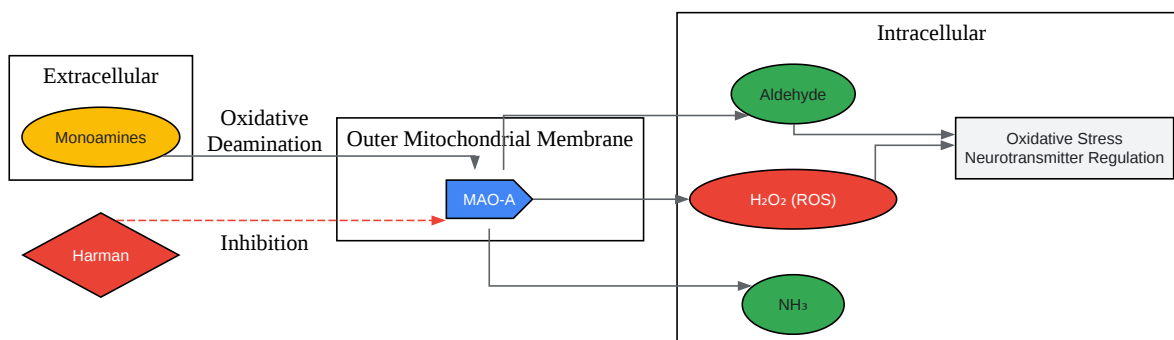 Extracellular
Monoamines
Oxidative
Deamination
Harman
Inhibition
Outer Mitochondrial Membrane
MAO-A
Intracellular
Aldehyde
H₂O₂ (ROS)
NH₃
Oxidative Stress
Neurotransmitter Regulation